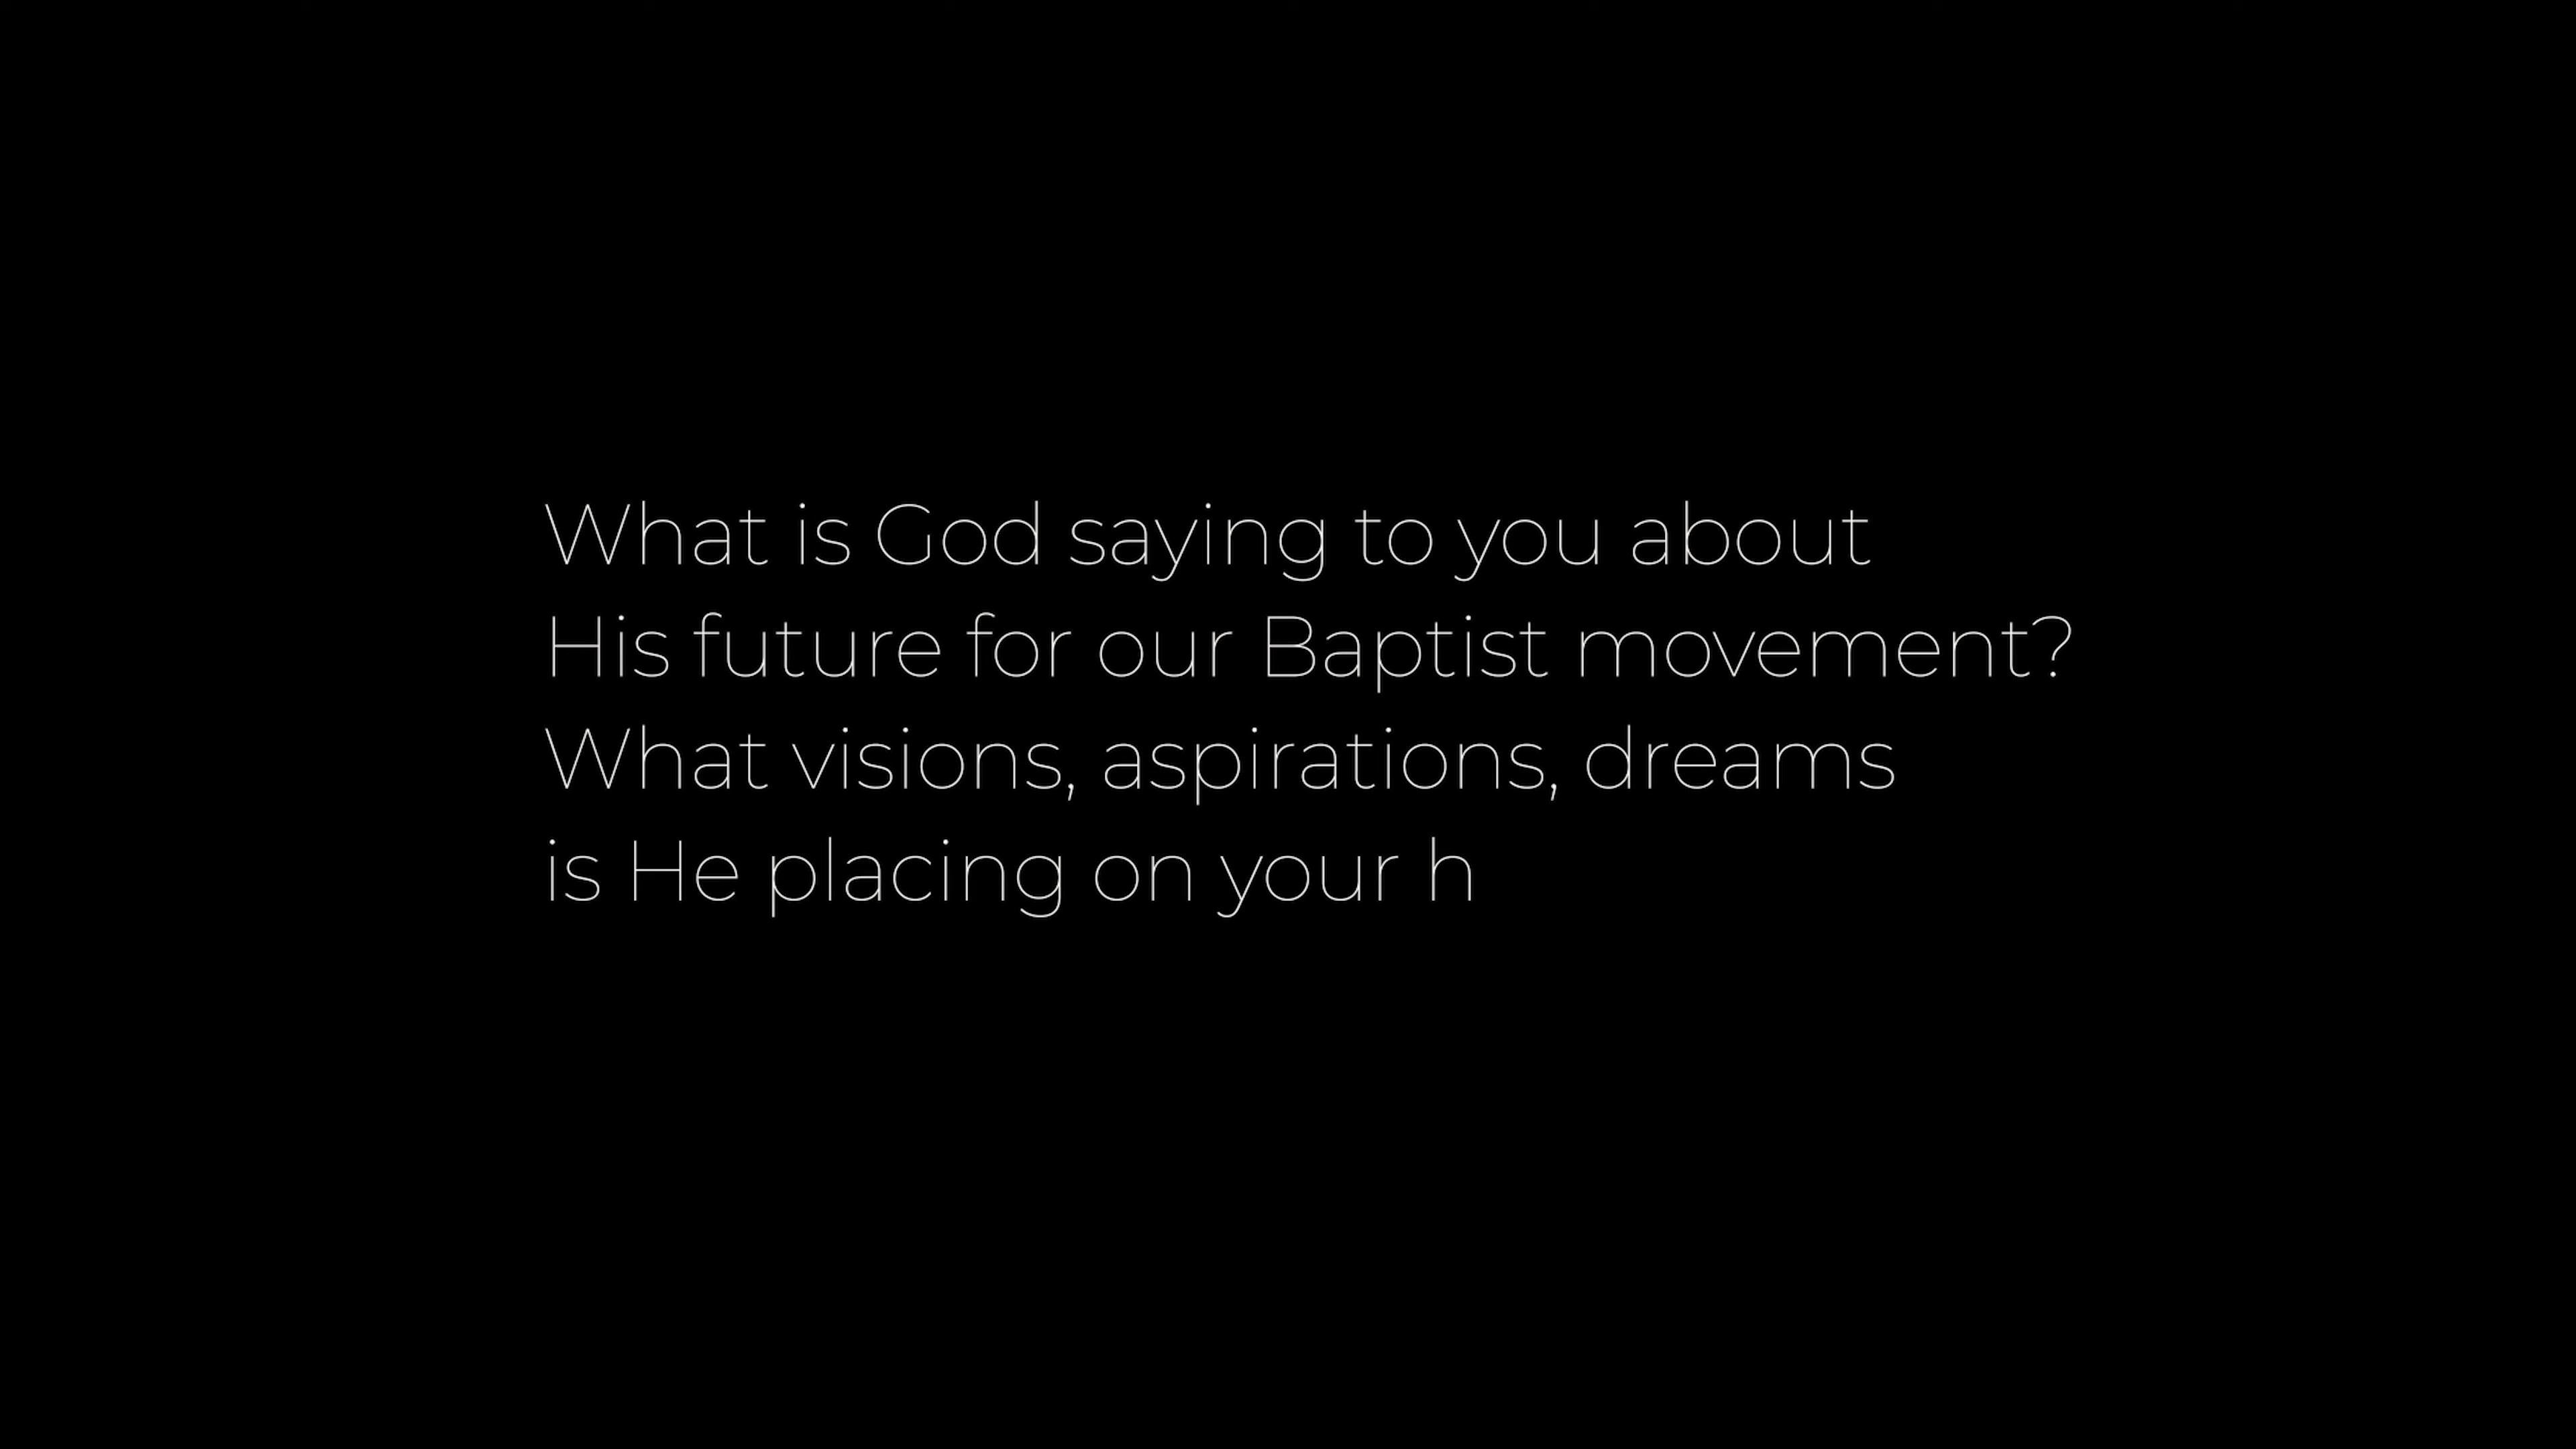 What is God saying to you about
His future for our Baptist movement?
What visions, aspirations, dreams
is He placing on your h